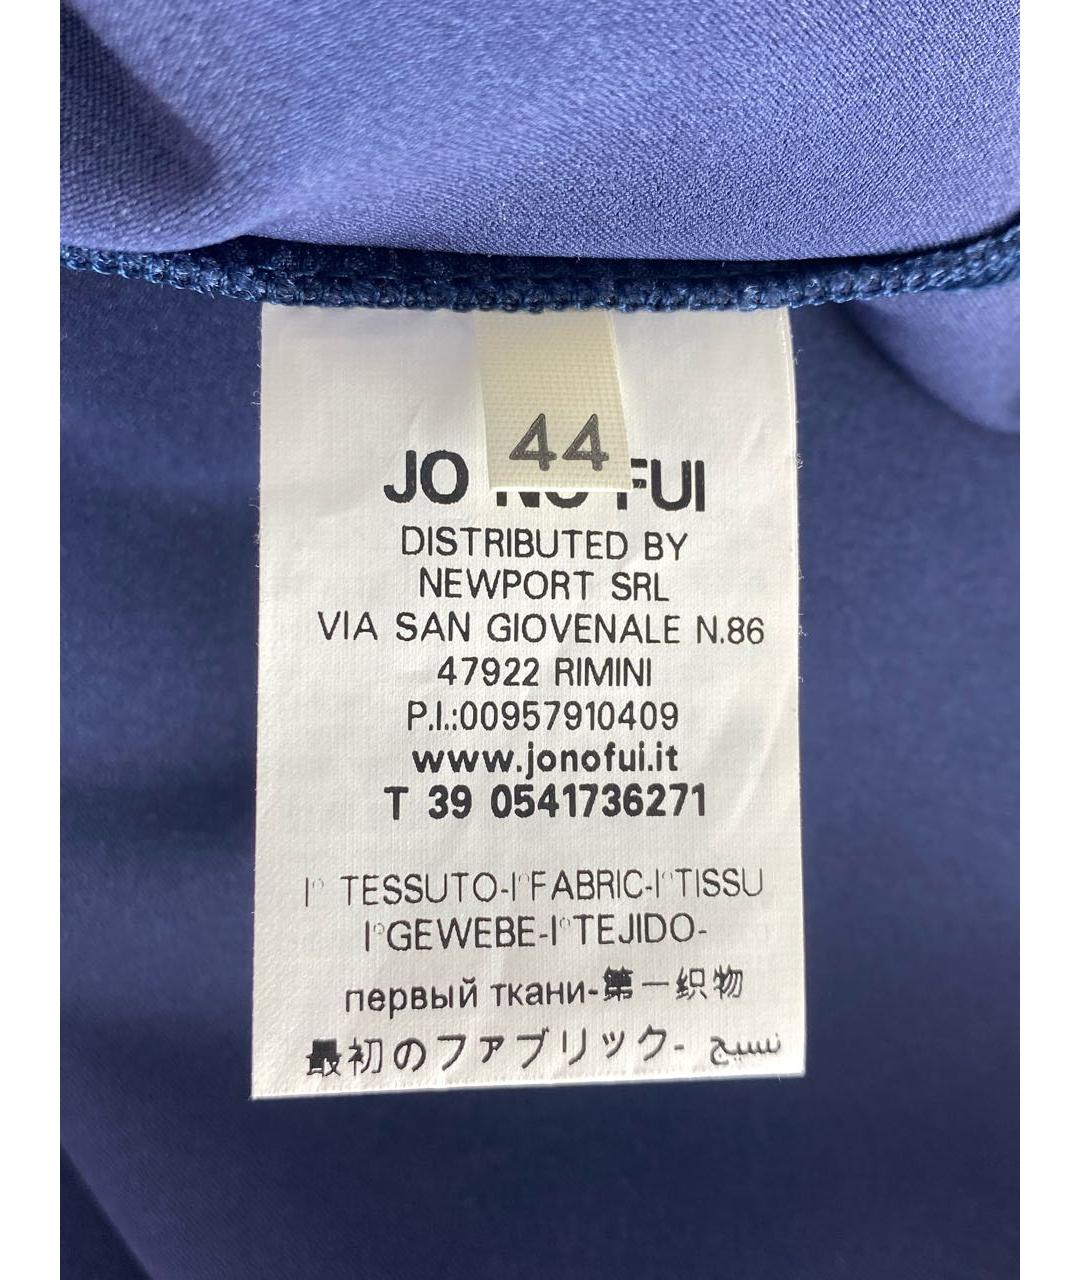 44
JO NO FUI
DISTRIBUTED BY
NEWPORT SRL
VIA SAN GIOVENALE N.86
47922 RIMINI
P.I.:00957910409
www.jonofui.it
T 39 0541736271
I° TESSUTO-I°FABRIC-I°TISSU
I°GEWEBE-I°TEJIDO-
первый ткани-第一织物
最初のファブリック- نسيج